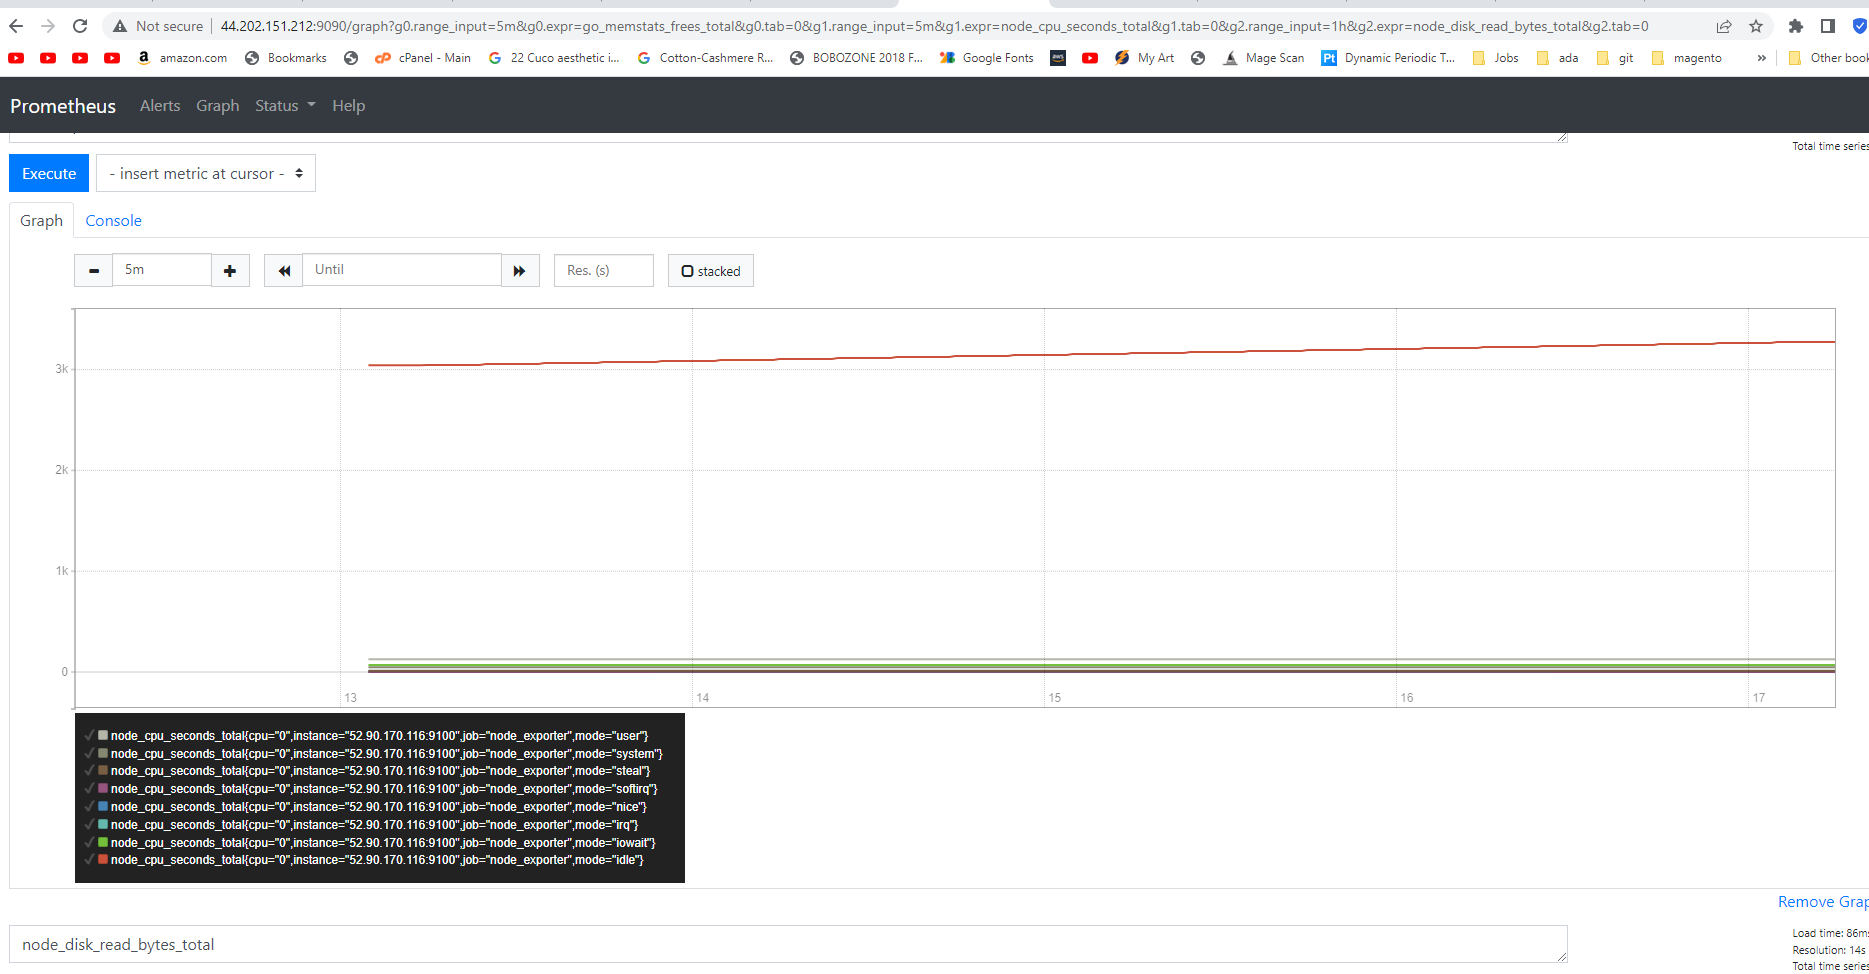 Not secure | 44.202.151.212:9090/graph?g0.range_input=5m&g0.expr=go_memstats_frees_total&g0.tab=0&g1.range_input=5m&g1.expr=node_cpu_seconds_total&g1.tab=0&g2.range_input=1h&g2.expr=node_disk_read_bytes_total&g2.tab=0
amazon.com Bookmarks cPanel - Main 22 Cuco aesthetic i... Cotton-Cashmere R... BOBOZONE 2018 F... Google Fonts My Art Mage Scan Dynamic Periodic T... Jobs ada git magento » Other book
Prometheus Alerts Graph Status Help
Total time series
Execute - insert metric at cursor -
Graph Console
5m Until Res. (s) stacked
3k
2k
1k
0
13 14 15 16 17
node_cpu_seconds_total{cpu="0",instance="52.90.170.116:9100",job="node_exporter",mode="user"}
node_cpu_seconds_total{cpu="0",instance="52.90.170.116:9100",job="node_exporter",mode="system"}
node_cpu_seconds_total{cpu="0",instance="52.90.170.116:9100",job="node_exporter",mode="steal"}
node_cpu_seconds_total{cpu="0",instance="52.90.170.116:9100",job="node_exporter",mode="softirq"}
node_cpu_seconds_total{cpu="0",instance="52.90.170.116:9100",job="node_exporter",mode="nice"}
node_cpu_seconds_total{cpu="0",instance="52.90.170.116:9100",job="node_exporter",mode="irq"}
node_cpu_seconds_total{cpu="0",instance="52.90.170.116:9100",job="node_exporter",mode="iowait"}
node_cpu_seconds_total{cpu="0",instance="52.90.170.116:9100",job="node_exporter",mode="idle"}
Remove Grap
node_disk_read_bytes_total
Load time: 86ms
Resolution: 14s
Total time series